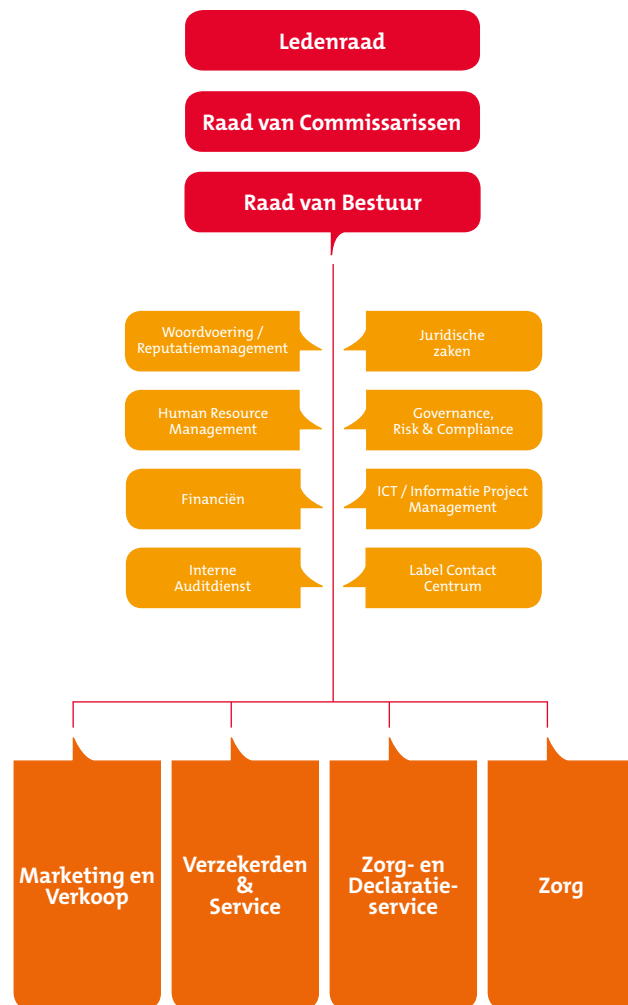 Ledenraad
Raad van Commissarissen
Raad van Bestuur
Woordvoering /
Reputatiemanagement
Juridische
zaken
Human Resource
Management
Governance,
Risk & Compliance
Financiën
ICT / Informatie Project
Management
Interne
Auditdienst
Label Contact
Centrum
Marketing en
Verkoop
Verzekerden
&
Service
Zorg- en
Declaratie-
service
Zorg